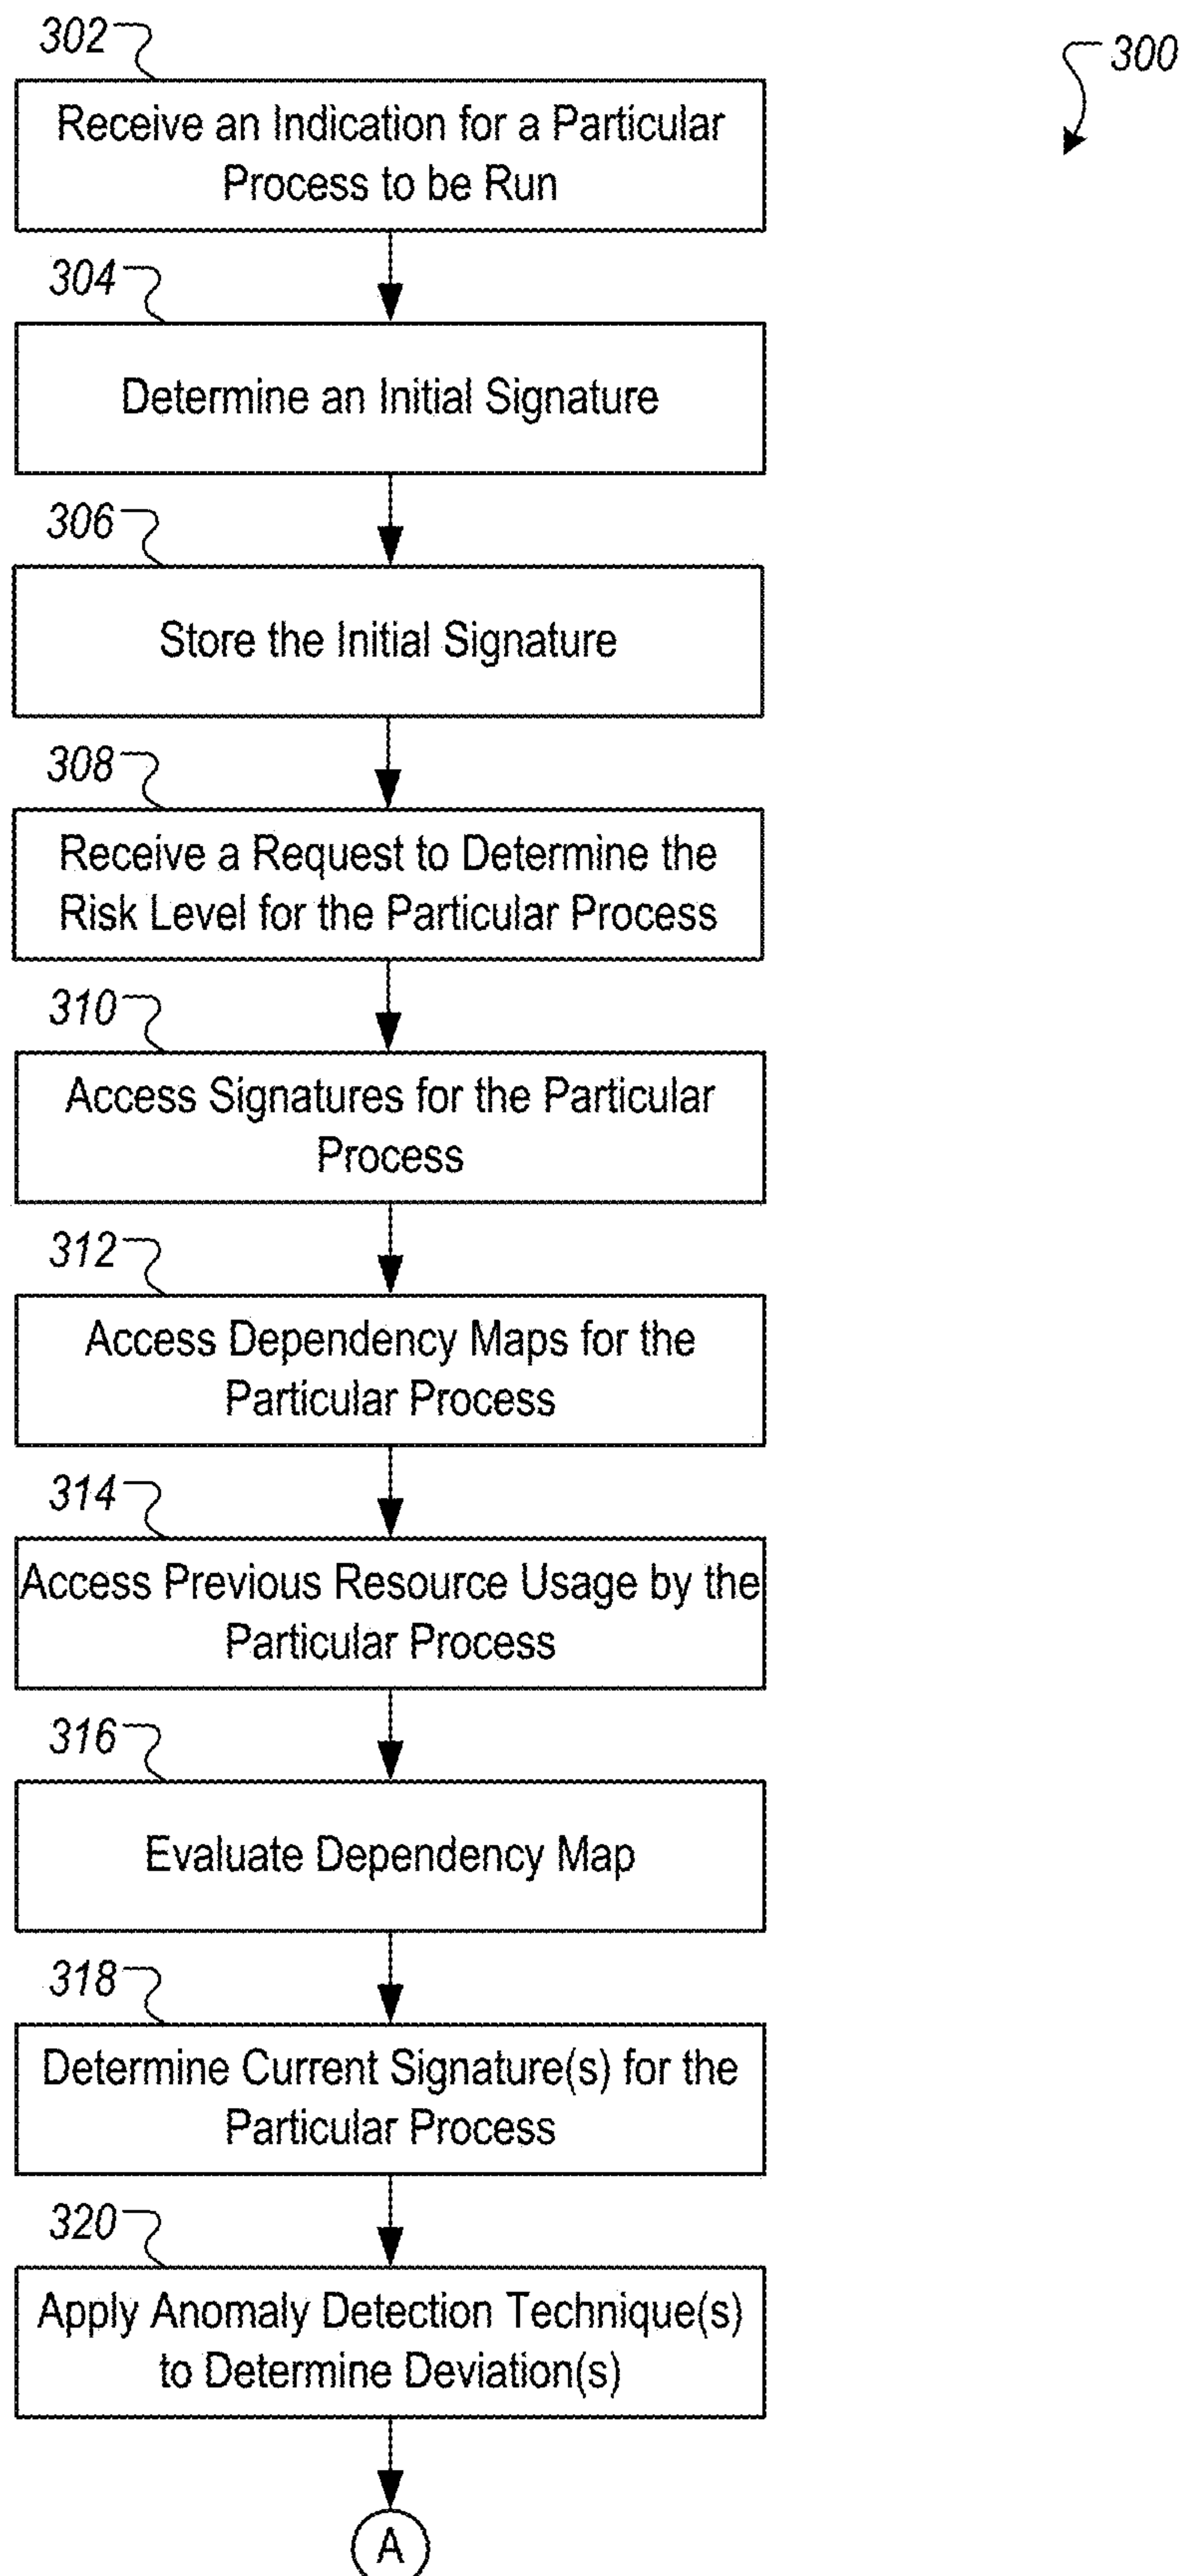 302
300
Receive an Indication for a Particular
Process to be Run
304
Determine an Initial Signature
306
Store the Initial Signature
308
Receive a Request to Determine the
Risk Level for the Particular Process
310
Access Signatures for the Particular
Process
312
Access Dependency Maps for the
Particular Process
314
Access Previous Resource Usage by the
Particular Process
316
Evaluate Dependency Map
318
Determine Current Signature(s) for the
Particular Process
320
Apply Anomaly Detection Technique(s)
to Determine Deviation(s)
A